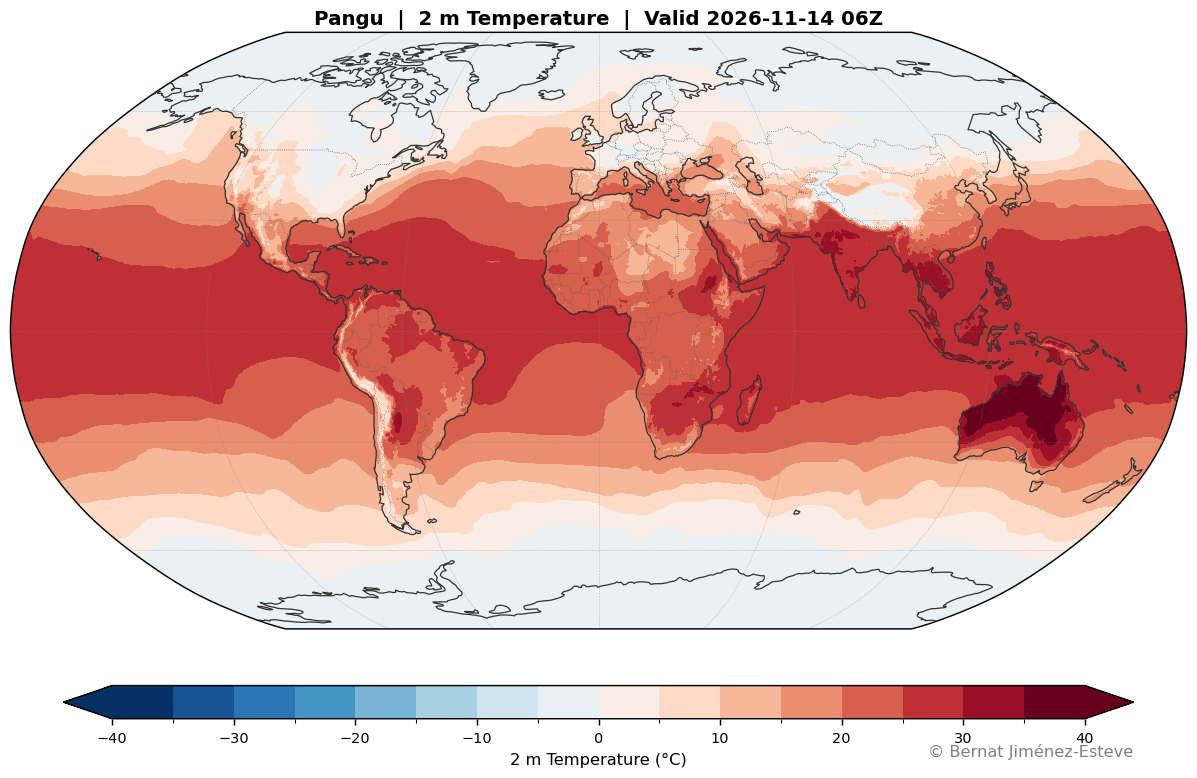 Pangu | 2 m Temperature | Valid 2026-11-14 06Z
−40 −30 −20 −10 0 10 20 30 40
2 m Temperature (°C)
© Bernat Jiménez-Esteve